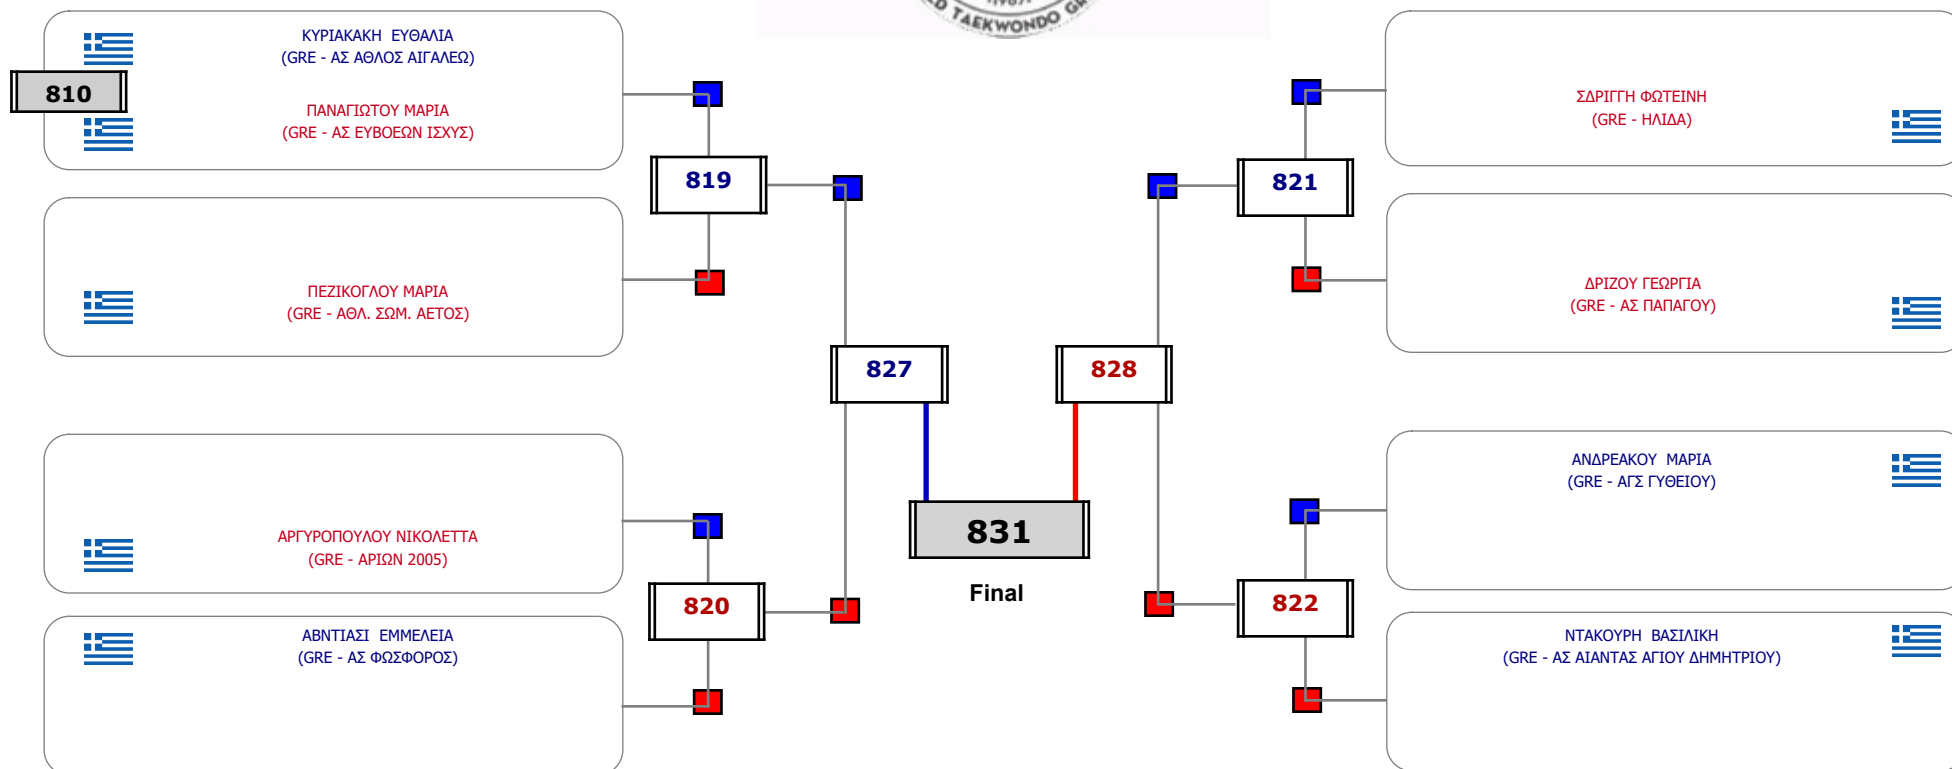 TAEKWONDO
ΚΥΡΙΑΚΑΚΗ ΕΥΘΑΛΙΑ
(GRE - ΑΣ ΑΘΛΟΣ ΑΙΓΑΛΕΩ)
810
ΠΑΝΑΓΙΩΤΟΥ ΜΑΡΙΑ
(GRE - ΑΣ ΕΥΒΟΕΩΝ ΙΣΧΥΣ)
819
ΠΕΖΙΚΟΓΛΟΥ ΜΑΡΙΑ
(GRE - ΑΘΛ. ΣΩΜ. ΑΕΤΟΣ)
827
ΑΡΓΥΡΟΠΟΥΛΟΥ ΝΙΚΟΛΕΤΤΑ
(GRE - ΑΡΙΩΝ 2005)
820
ΑΒΝΤΙΑΣΙ ΕΜΜΕΛΕΙΑ
(GRE - ΑΣ ΦΩΣΦΟΡΟΣ)
831
Final
ΣΔΡΙΓΓΗ ΦΩΤΕΙΝΗ
(GRE - ΗΛΙΔΑ)
821
ΔΡΙΖΟΥ ΓΕΩΡΓΙΑ
(GRE - ΑΣ ΠΑΠΑΓΟΥ)
828
ΑΝΔΡΕΑΚΟΥ ΜΑΡΙΑ
(GRE - ΑΓΣ ΓΥΘΕΙΟΥ)
822
ΝΤΑΚΟΥΡΗ ΒΑΣΙΛΙΚΗ
(GRE - ΑΣ ΑΙΑΝΤΑΣ ΑΓΙΟΥ ΔΗΜΗΤΡΙΟΥ)